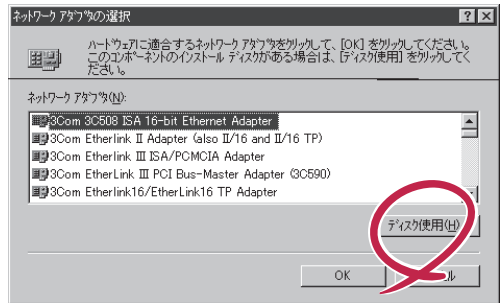 ネットワーク アダプタの選択
ハードウェアに適合するネットワーク アダプタをクリックして、[OK] をクリックしてください。
このコンポーネントのインストール ディスクがある場合は、[ディスク使用] をクリックしてく
ださい。
ネットワーク アダプタ(N):
3Com 3C508 ISA 16-bit Ethernet Adapter
3Com Etherlink II Adapter (also II/16 and II/16 TP)
3Com Etherlink III ISA/PCMCIA Adapter
3Com EtherLink III PCI Bus-Master Adapter (3C590)
3Com Etherlink16/EtherLink16 TP Adapter
ディスク使用(H)
OK